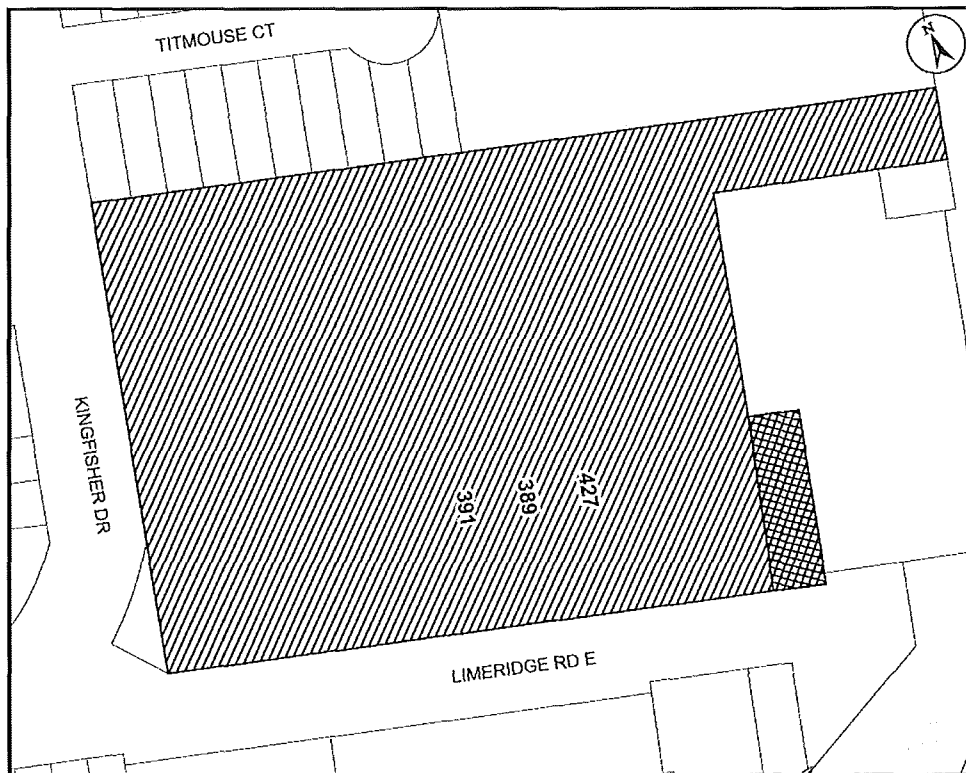 TITMOUSE CT
N
KINGFISHER DR
391
389
427
LIMERIDGE RD E